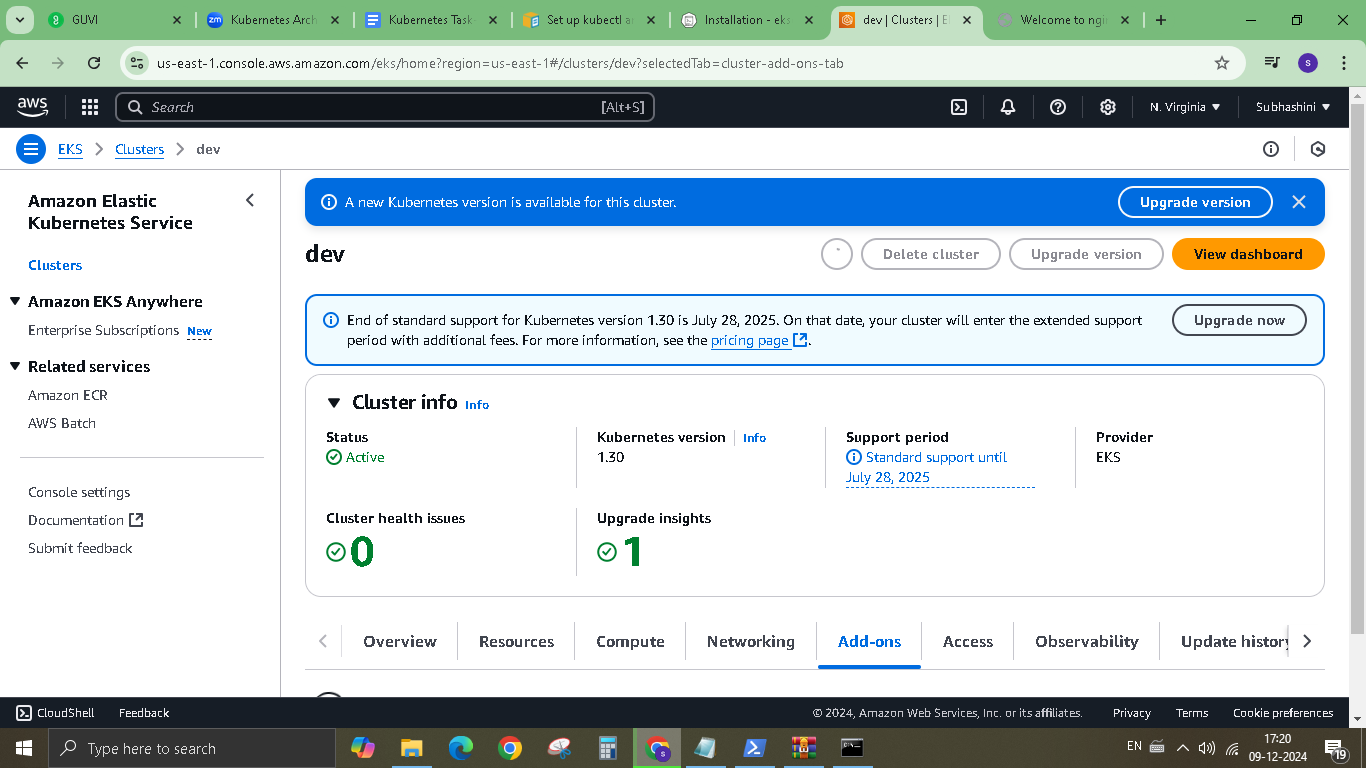 GUVI
zm Kubernetes Arch
Kubernetes Task
Set up kubectl an
Installation - eks
dev | Clusters | El
Welcome to ngi
us-east-1.console.aws.amazon.com/eks/home?region=us-east-1#/clusters/dev?selectedTab=cluster-add-ons-tab
s
aws
Search
[Alt+S]
N. Virginia
Subhashini
EKS
Clusters
dev
Amazon Elastic
Kubernetes Service
Clusters
Amazon EKS Anywhere
Enterprise Subscriptions New
Related services
Amazon ECR
AWS Batch
Console settings
Documentation
Submit feedback
A new Kubernetes version is available for this cluster.
Upgrade version
dev
Delete cluster
Upgrade version
View dashboard
End of standard support for Kubernetes version 1.30 is July 28, 2025. On that date, your cluster will enter the extended support
period with additional fees. For more information, see the pricing page.
Upgrade now
Cluster info Info
Status
Active
Kubernetes version Info
1.30
Support period
Standard support until
July 28, 2025
Provider
EKS
Cluster health issues
0
Upgrade insights
1
Overview
Resources
Compute
Networking
Add-ons
Access
Observability
Update history
CloudShell
Feedback
© 2024, Amazon Web Services, Inc. or its affiliates.
Privacy
Terms
Cookie preferences
Type here to search
s
EN
17:20
09-12-2024
19